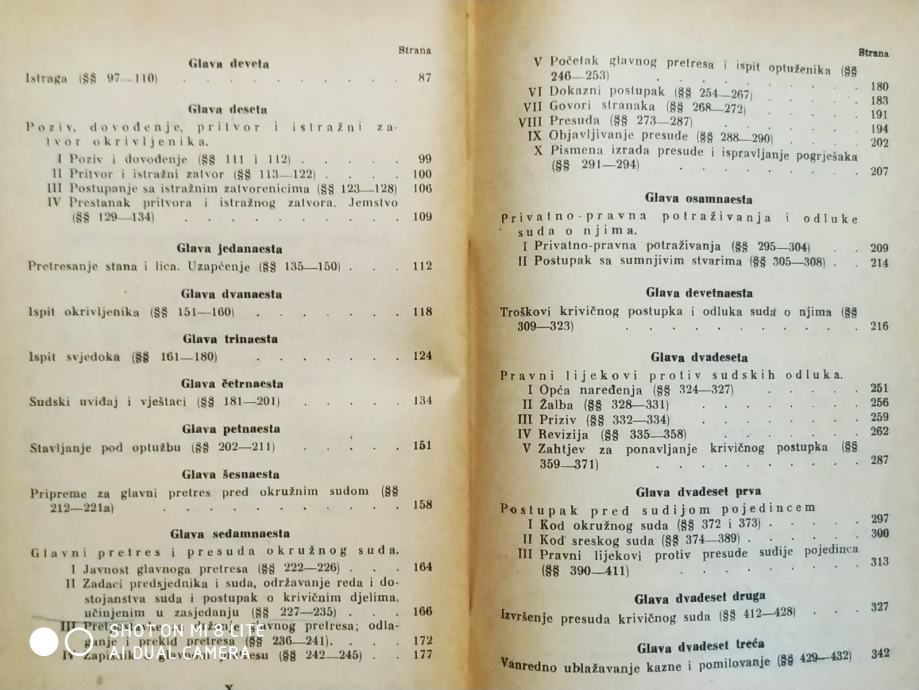 Strana
Glava deveta
Istraga (§§ 97—110) . . . . . . . . . . 87
Glava deseta
Poziv, dovođenje, pritvor i istražni za-
tvor okrivljenika.
I Poziv i dovođenje (§§ 111 i 112) . . . . . 99
II Pritvor i istražni zatvor (§§ 113—122) . . . . 100
III Postupanje sa istražnim zatvorenicima (§§ 123—128) 106
IV Prestanak pritvora i istražnog zatvora. Jemstvo
(§§ 129—134) . . . . . . . . . 109
Glava jedanaesta
Pretresanje stana i lica. Uzapćenje (§§ 135—150) . . . 112
Glava dvanaesta
Ispit okrivljenika (§§ 151—160) . . . . . . . 118
Glava trinaesta
Ispit svjedoka (§§ 161—180) . . . . . . . 124
Glava četrnaesta
Sudski uviđaj i vještaci (§§ 181—201) . . . . . 134
Glava petnaesta
Stavljanje pod optužbu (§§ 202—211) . . . . . 151
Glava šesnaesta
Pripreme za glavni pretres pred okružnim sudom (§§
212—221a) . . . . . . . . . . 158
Glava sedamnaesta
Glavni pretres i presuda okružnog suda.
I Javnost glavnoga pretresa (§§ 222—226) . . . 164
II Zadaci predsjednika i suda, održavanje reda i do-
stojanstva suda i postupak o krivičnim djelima,
učinjenim u zasjedanju (§§ 227—235) . . . 166
III pretresa; odla-
ganje i prekid pretresa (§§ 236—241) . . . 172
IV Zapisnik o glavnom pretresu (§§ 242—245) . . 177
X
SHOT ON MI 8 LITE
AI DUAL CAMERA
Strana
V Početak glavnog pretresa i ispit optuženika (§§
246—253) . . . . . . . . . 180
VI Dokazni postupak (§§ 254—267) . . . . . 183
VII Govori stranaka (§§ 268—272) . . . . . 191
VIII Presuda (§§ 273—287) . . . . . . . 194
IX Objavljivanje presude (§§ 288—290) . . . . 202
X Pismena izrada presude i ispravljanje pogrješaka
(§§ 291—294) . . . . . . . . 207
Glava osamnaesta
Privatno-pravna potraživanja i odluke
suda o njima.
I Privatno-pravna potraživanja (§§ 295—304) . . 209
II Postupak sa sumnjivim stvarima (§§ 305—308) . . 214
Glava devetnaesta
Troškovi krivičnog postupka i odluka suda o njima (§§
309—323) . . . . . . . . . 216
Glava dvadeseta
Pravni lijekovi protiv sudskih odluka.
I Opća naređenja (§§ 324—327) . . . . . 251
II Žalba (§§ 328—331) . . . . . . . 256
III Priziv (§§ 332—334) . . . . . . . 259
IV Revizija (§§ 335—358) . . . . . . 262
V Zahtjev za ponavljanje krivičnog postupka (§§
359—371) . . . . . . . . 287
Glava dvadeset prva
Postupak pred sudijom pojedincem
I Kod okružnog suda (§§ 372 i 373) . . . . . 297
II Kod sreskog suda (§§ 374—389) . . . . . 300
III Pravni lijekovi protiv presude sudije pojedinca
(§§ 390—411) . . . . . . . . 313
Glava dvadeset druga
Izvršenje presuda krivičnog suda (§§ 412—428) . . . 327
Glava dvadeset treća
Vanredno ublažavanje kazne i pomilovanje (§§ 429—432) 342